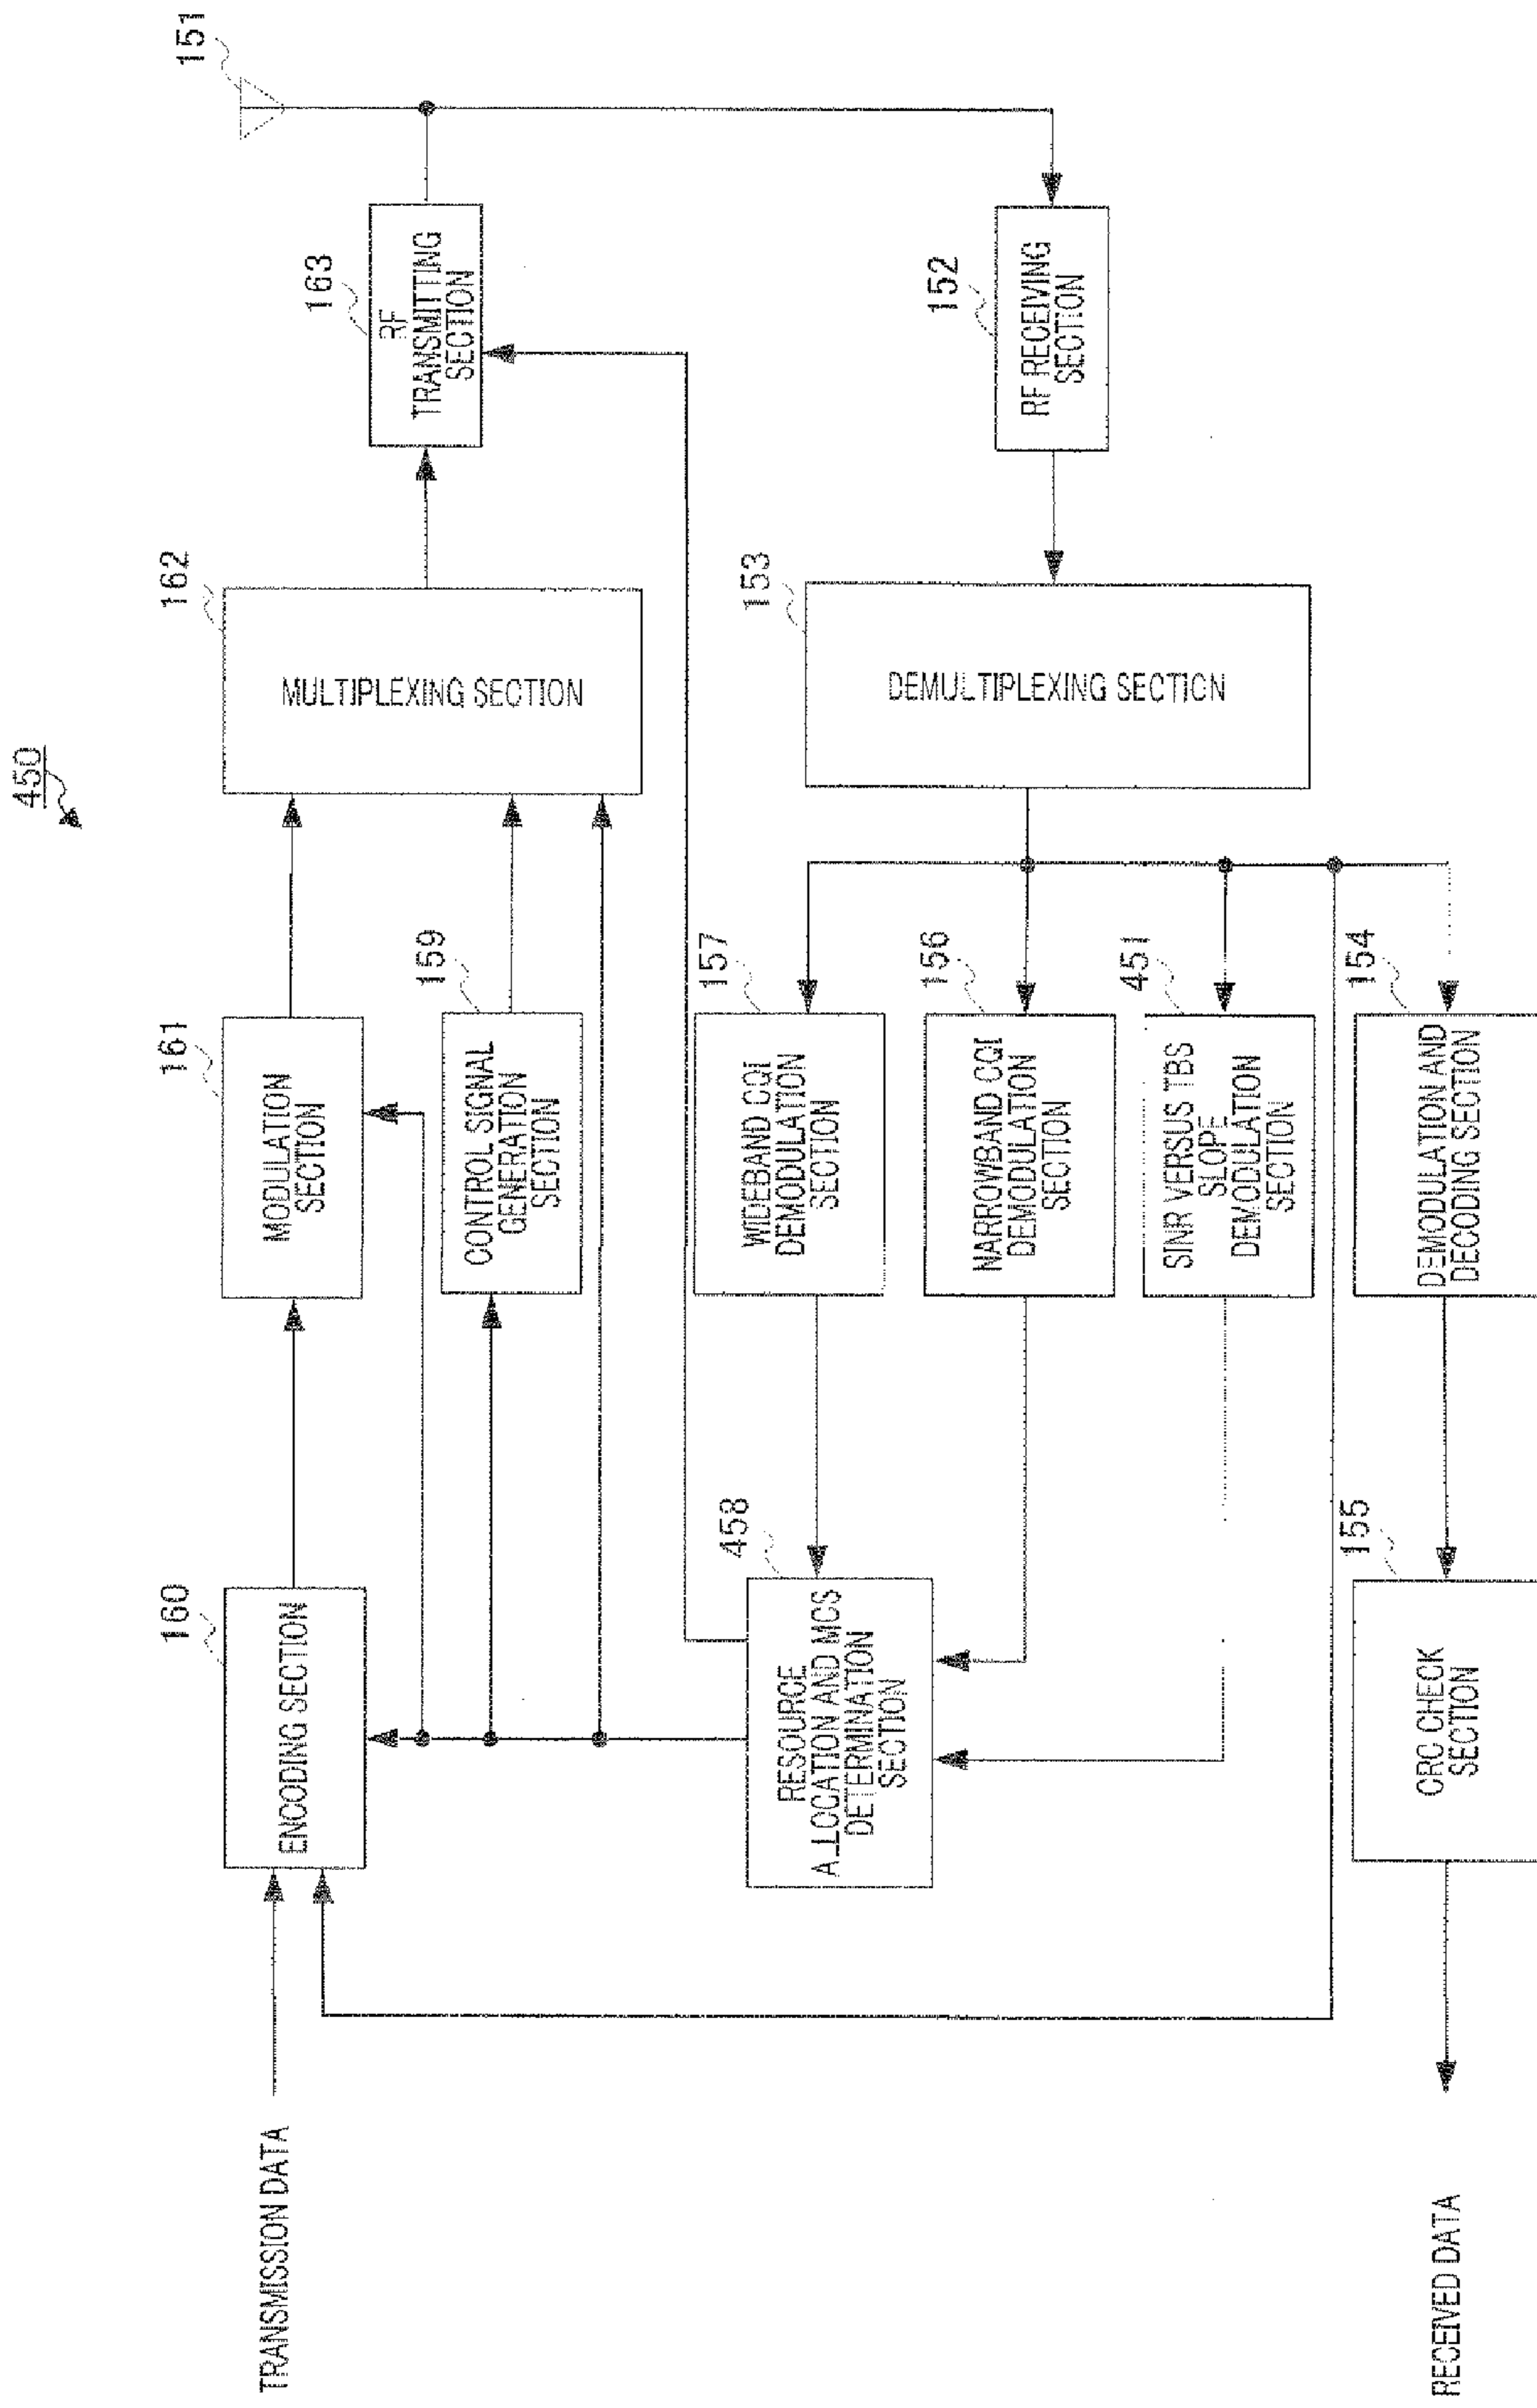 450
TRANSMISSION DATA
160
ENCODING SECTION
161
MODULATION
SECTION
162
MULTIPLEXING SECTION
163
RF
TRANSMITTING
SECTION
151
159
CONTROL SIGNAL
GENERATION
SECTION
458
RESOURCE
ALLOCATION AND MCS
DETERMINATION
SECTION
157
WIDEBAND CQI
DEMODULATION
SECTION
156
NARROWBAND CQI
DEMODULATION
SECTION
451
SINR VERSUS TBS
SLOPE
DEMODULATION
SECTION
153
DEMULTIPLEXING SECTION
152
RF RECEIVING
SECTION
155
CRC CHECK
SECTION
154
DEMODULATION AND
DECODING SECTION
RECEIVED DATA